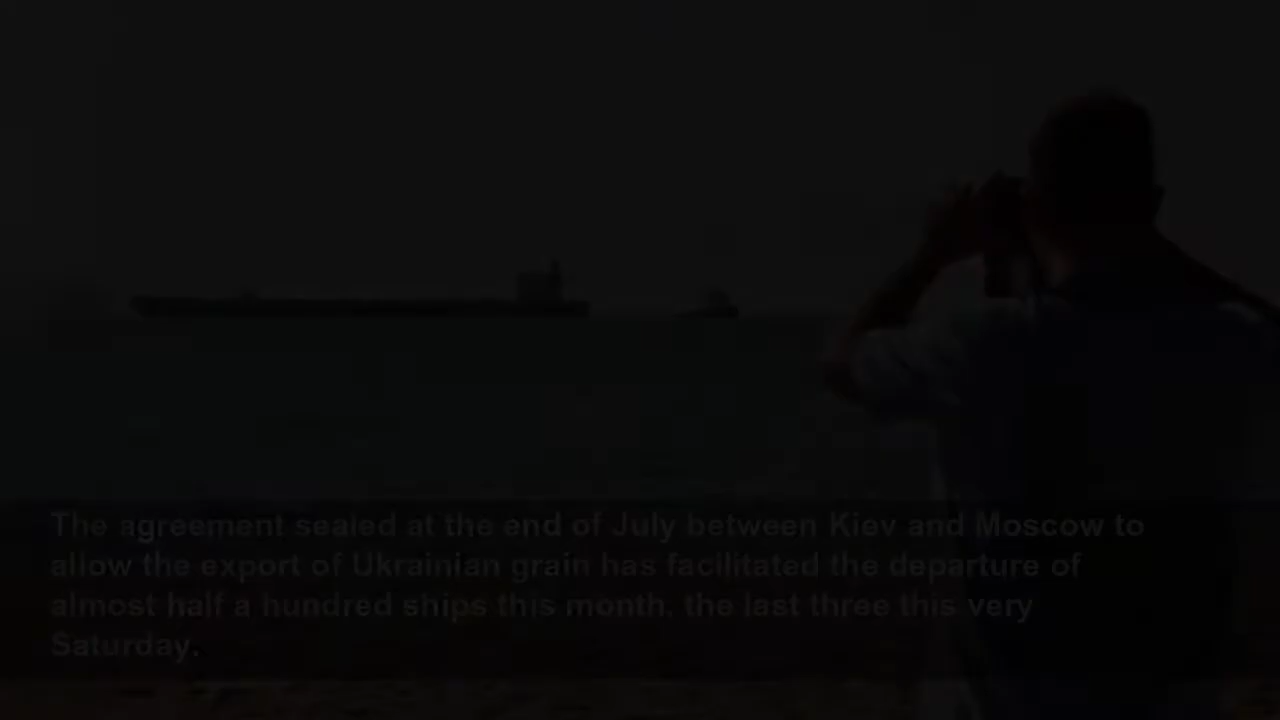 The agreement sealed at the end of July between Kiev and Moscow to
allow the export of Ukrainian grain has facilitated the departure of
almost half a hundred ships this month, the last three this very
Saturday.